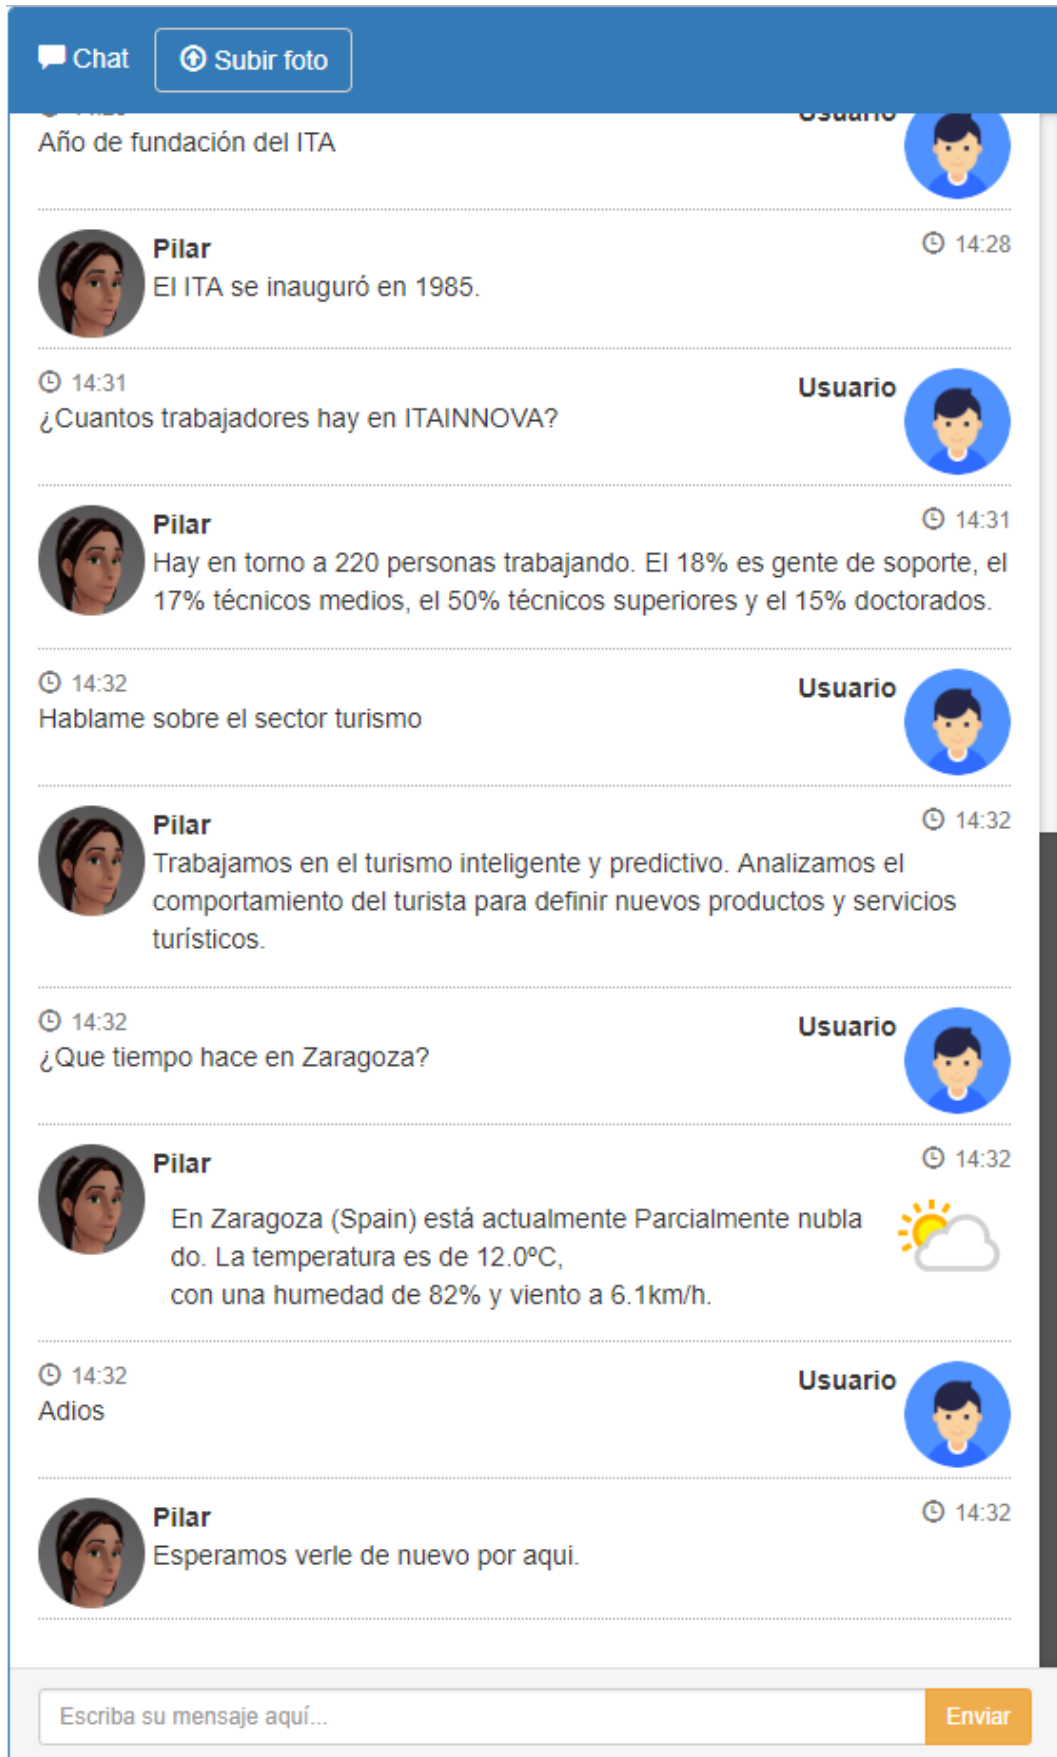 Chat
Subir foto
Usuario
Año de fundación del ITA
Pilar
14:28
El ITA se inauguró en 1985.
14:31
Usuario
¿Cuantos trabajadores hay en ITAINNOVA?
Pilar
14:31
Hay en torno a 220 personas trabajando. El 18% es gente de soporte, el
17% técnicos medios, el 50% técnicos superiores y el 15% doctorados.
14:32
Usuario
Hablame sobre el sector turismo
Pilar
14:32
Trabajamos en el turismo inteligente y predictivo. Analizamos el
comportamiento del turista para definir nuevos productos y servicios
turísticos.
14:32
Usuario
¿Que tiempo hace en Zaragoza?
Pilar
14:32
En Zaragoza (Spain) está actualmente Parcialmente nubla
do. La temperatura es de 12.0ºC,
con una humedad de 82% y viento a 6.1km/h.
14:32
Usuario
Adios
Pilar
14:32
Esperamos verle de nuevo por aqui.
Escriba su mensaje aquí...
Enviar